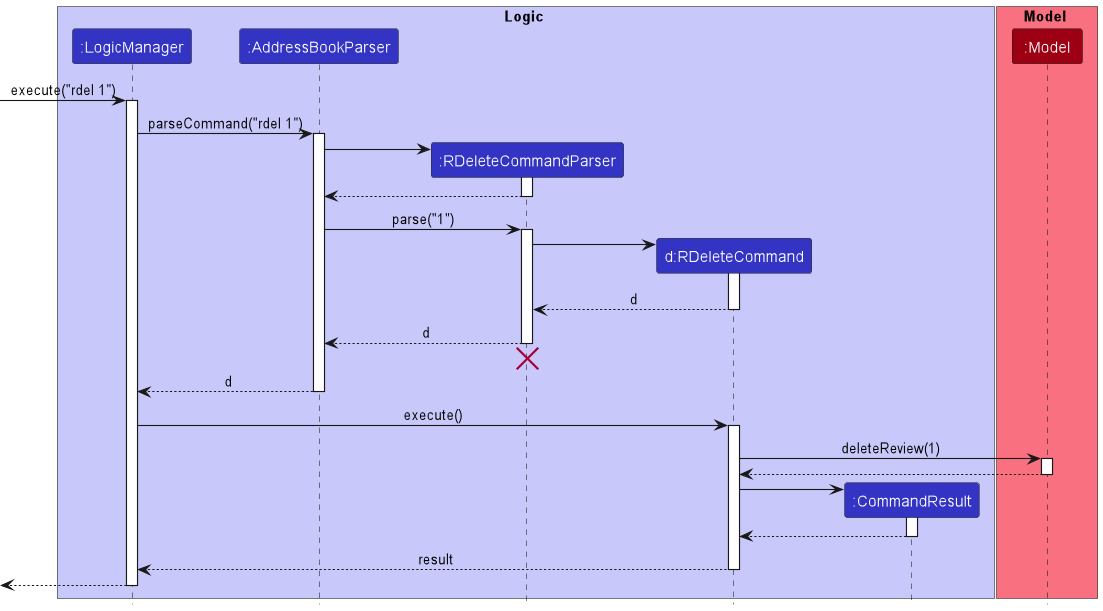 Logic
Model
:LogicManager
:AddressBookParser
:Model
execute("rdel 1")
parseCommand("rdel 1")
:RDeleteCommandParser
parse("1")
d:RDeleteCommand
d
d
d
execute()
deleteReview(1)
:CommandResult
result